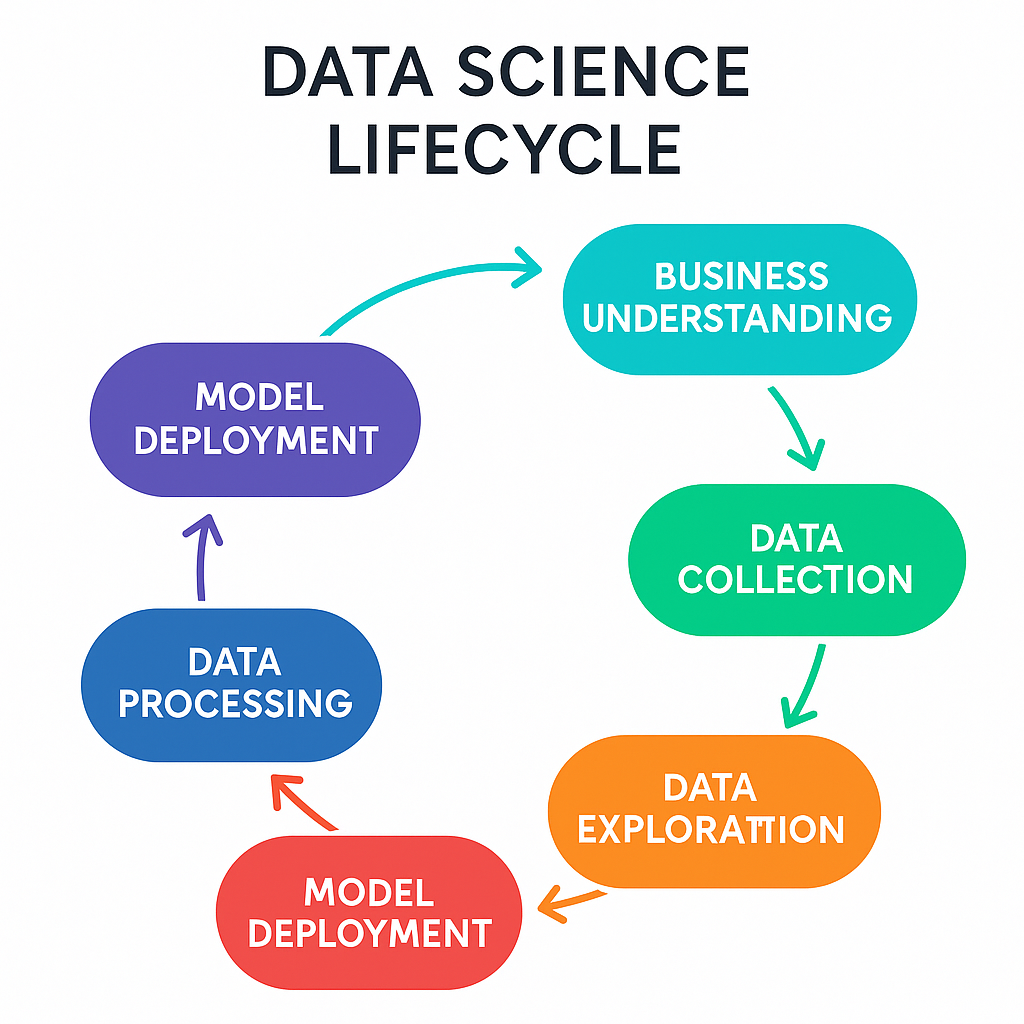 DATA SCIENCE
LIFECYCLE
BUSINESS
UNDERSTANDING
DATA
COLLECTION
DATA
EXPLORATTION
MODEL
DEPLOYMENT
DATA
PROCESSING
MODEL
DEPLOYMENT